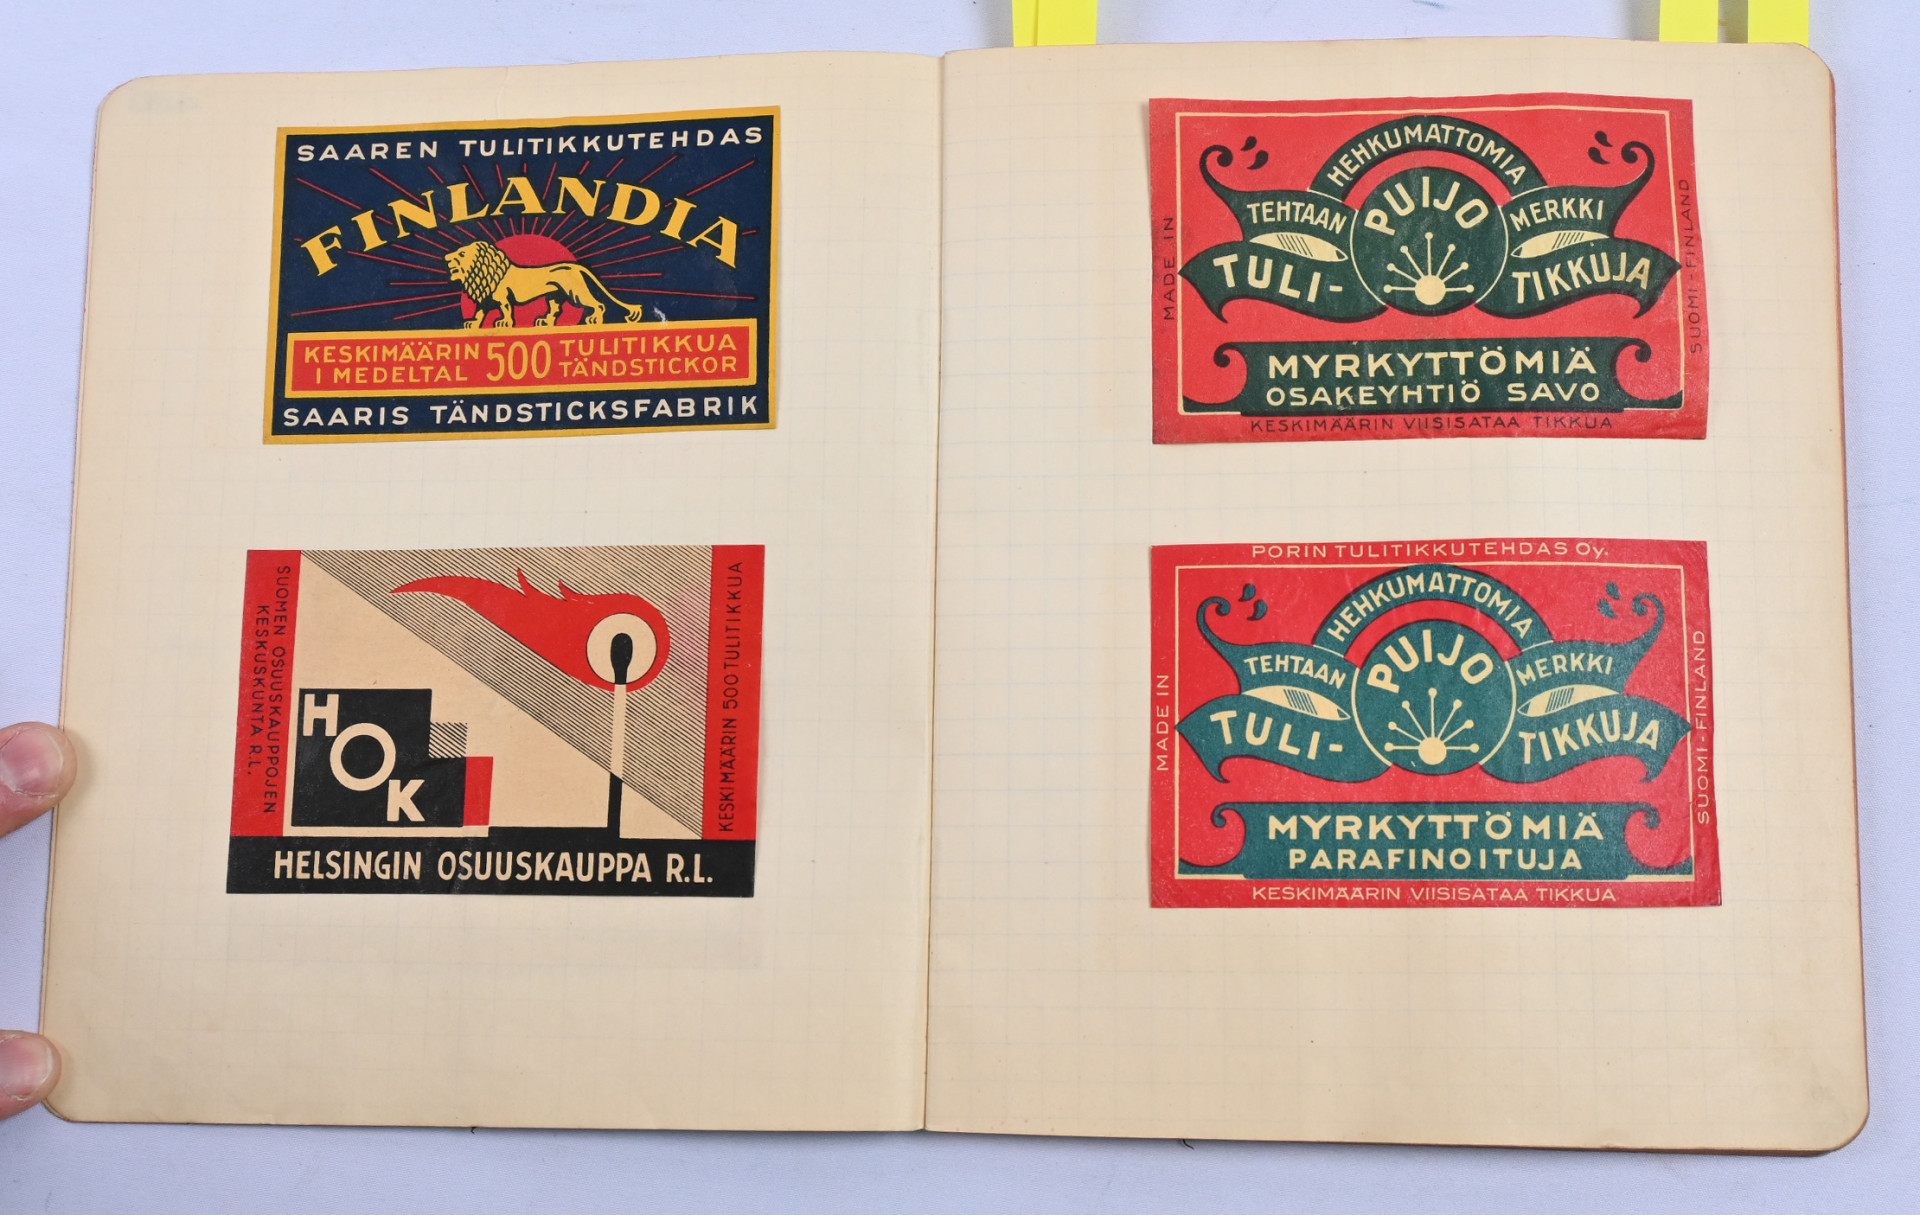 SAAREN TULITIKKUTEHDAS
FINLANDIA
KESKIMÄÄRIN 500 TULITIKKUA
I MEDELTAL TÄNDSTICKOR
SAARIS TÄNDSTICKSFABRIK
SUOMEN OSUUSKAUPPOJEN
KESKUSKUNTA R.L.
HOK
KESKIMÄÄRIN 500 TULITIKKUA
HELSINGIN OSUUSKAUPPA R.L.
HEHKUMATTOMIA
TEHTAAN PUIJO MERKKI
TULI- TIKKUJA
MADE IN
SUOMI-FINLAND
MYRKYTTÖMIÄ
OSAKEYHTIÖ SAVO
KESKIMÄÄRIN VIISISATAA TIKKUA
PORIN TULITIKKUTEHDAS Oy.
HEHKUMATTOMIA
TEHTAAN PUIJO MERKKI
TULI- TIKKUJA
MADE IN
SUOMI-FINLAND
MYRKYTTÖMIÄ
PARAFINOITUJA
KESKIMÄÄRIN VIISISATAA TIKKUA